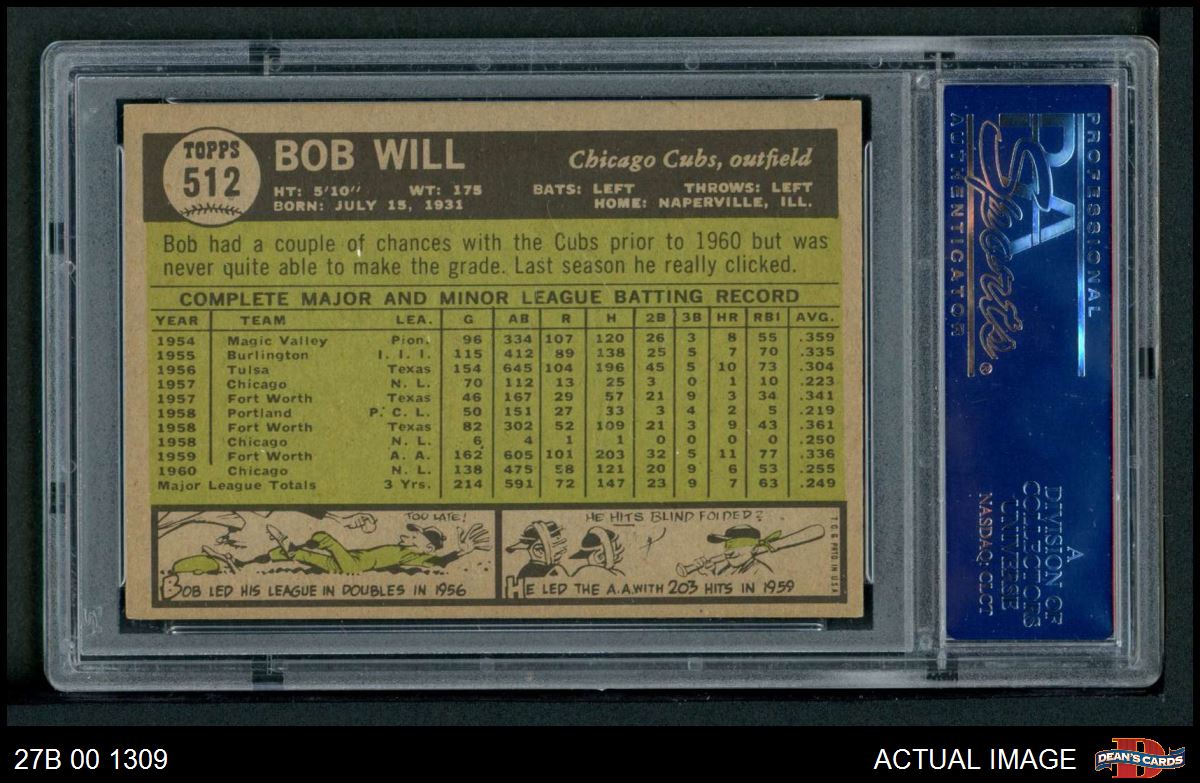 TOPPS
512
BOB WILL
Chicago Cubs, outfield
HT: 5'10" WT: 175 BATS: LEFT THROWS: LEFT
BORN: JULY 15, 1931 HOME: NAPERVILLE, ILL.
Bob had a couple of chances with the Cubs prior to 1960 but was
never quite able to make the grade. Last season he really clicked.
COMPLETE MAJOR AND MINOR LEAGUE BATTING RECORD
YEAR TEAM LEA. G AB R H 2B 3B HR RBI AVG.
1954 Magic Valley Pion. 96 334 107 120 26 3 8 55 .359
1955 Burlington I. I. I. 115 412 89 138 25 5 7 70 .335
1956 Tulsa Texas 154 645 104 196 45 5 10 73 .304
1957 Chicago N. L. 70 112 13 25 3 0 1 10 .223
1957 Fort Worth Texas 46 167 29 57 21 9 3 34 .341
1958 Portland P. C. L. 50 151 27 33 3 4 2 5 .219
1958 Fort Worth Texas 82 302 52 109 21 3 9 43 .361
1958 Chicago N. L. 6 4 1 1 0 0 0 0 .250
1959 Fort Worth A. A. 162 605 101 203 32 5 11 77 .336
1960 Chicago N. L. 138 475 58 121 20 9 6 53 .255
Major League Totals 3 Yrs. 214 591 72 147 23 9 7 63 .249
TOO LATE!
BOB LED HIS LEAGUE IN DOUBLES IN 1956
HE HITS BLIND FOLDED?
HE LED THE A.A. WITH 203 HITS IN 1959
T.C.G. PRTD IN U.S.A.
PROFESSIONAL
PSA
Sports
®
AUTHENTICATOR
A
DIVISION OF
COLLECTORS
UNIVERSE
NASDAQ: CLCT
27B 00 1309
ACTUAL IMAGE
D
DEAN'S CARDS